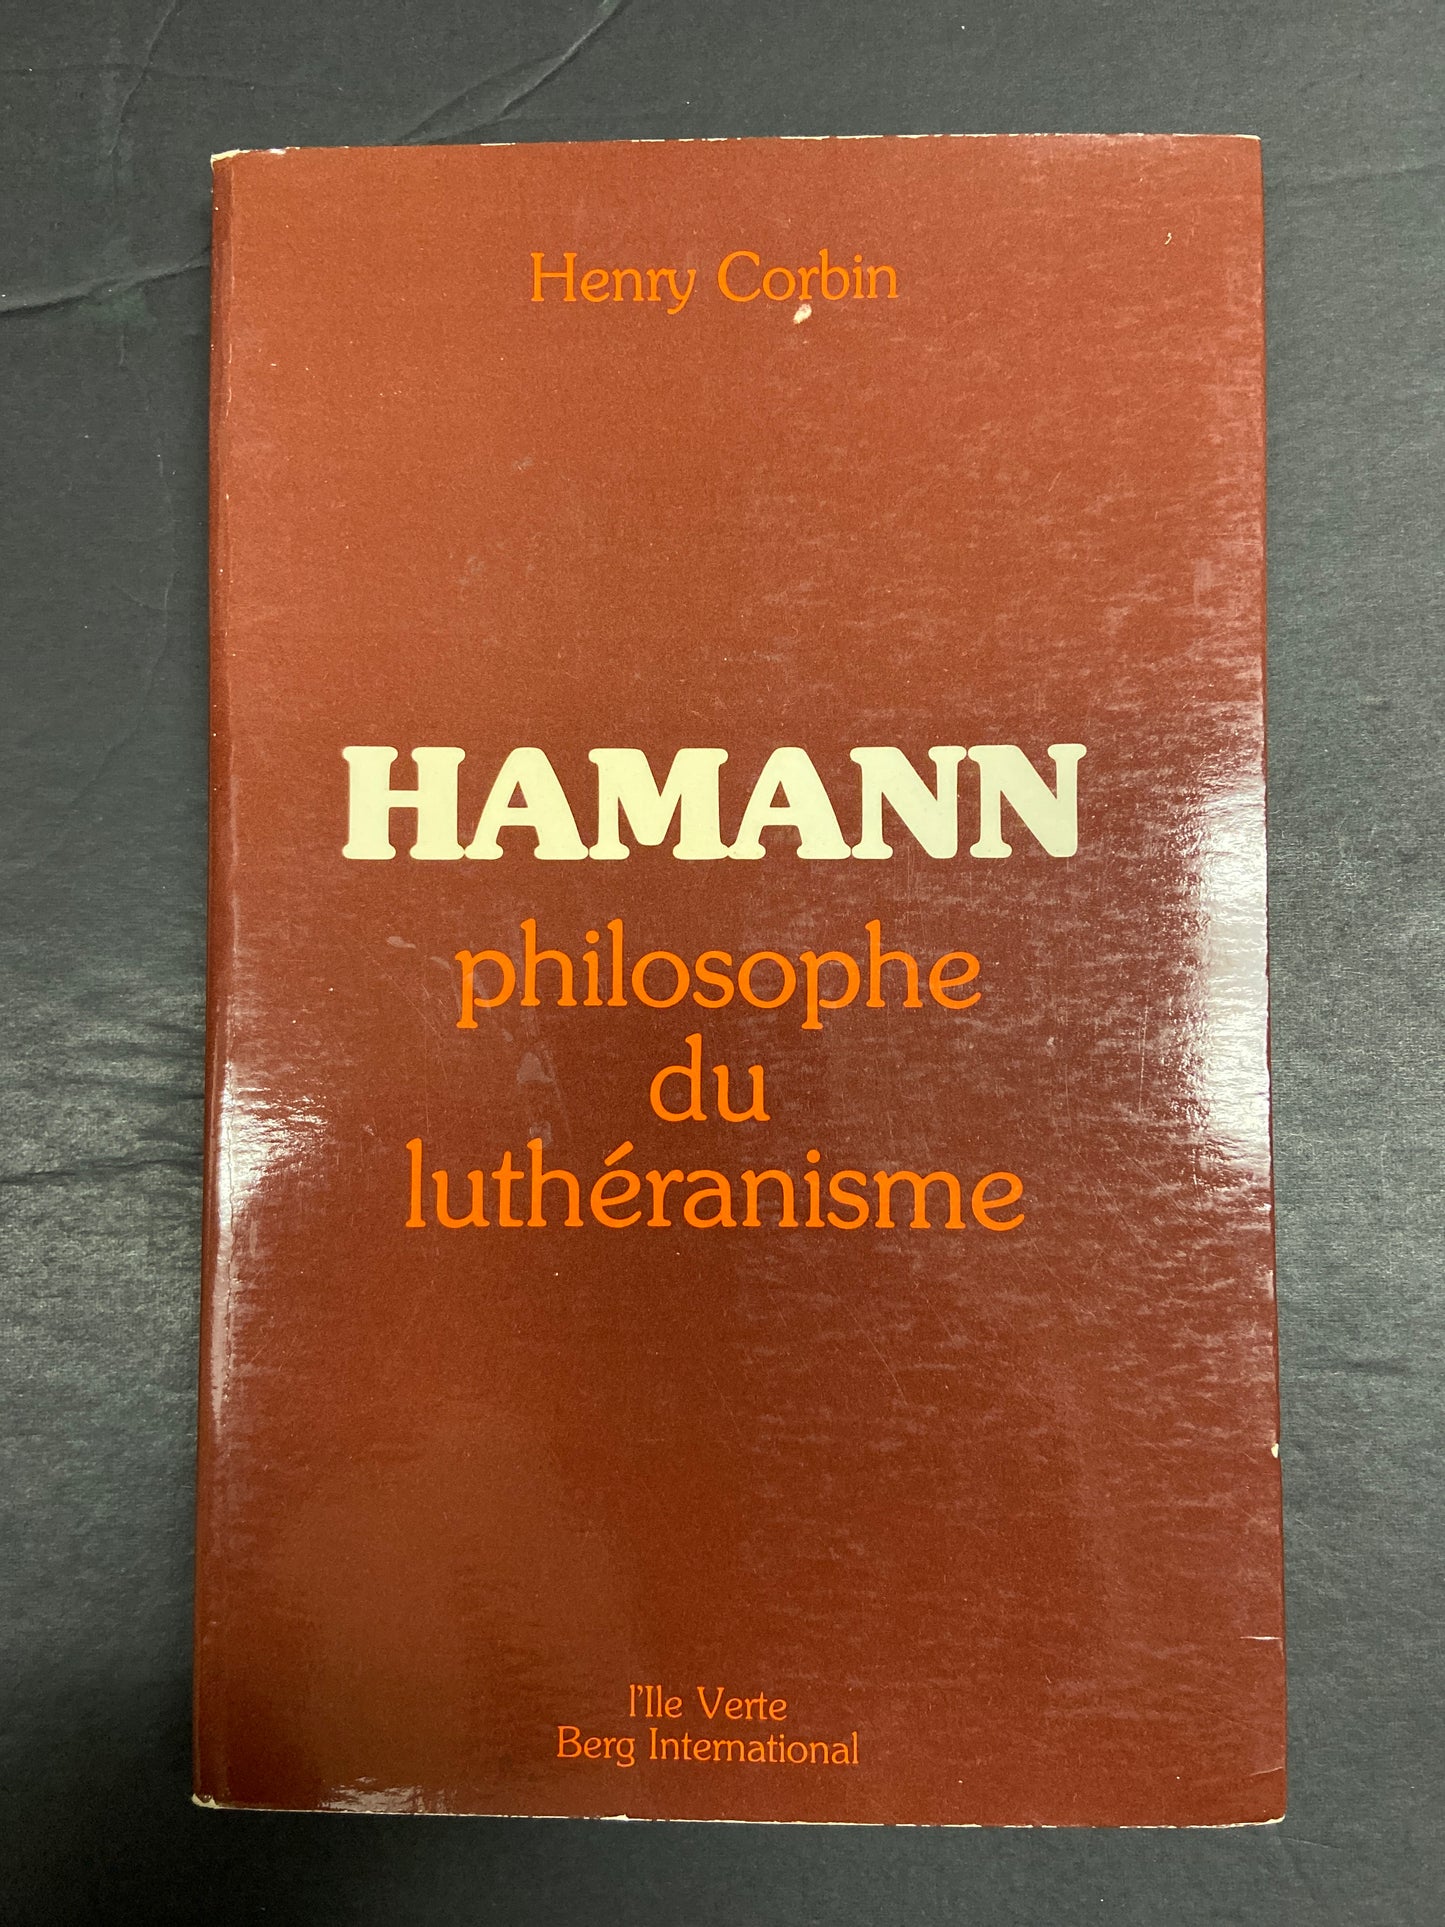 Henry Corbin
HAMANN
philosophe
du
luthéranisme
l'Ile Verte
Berg International